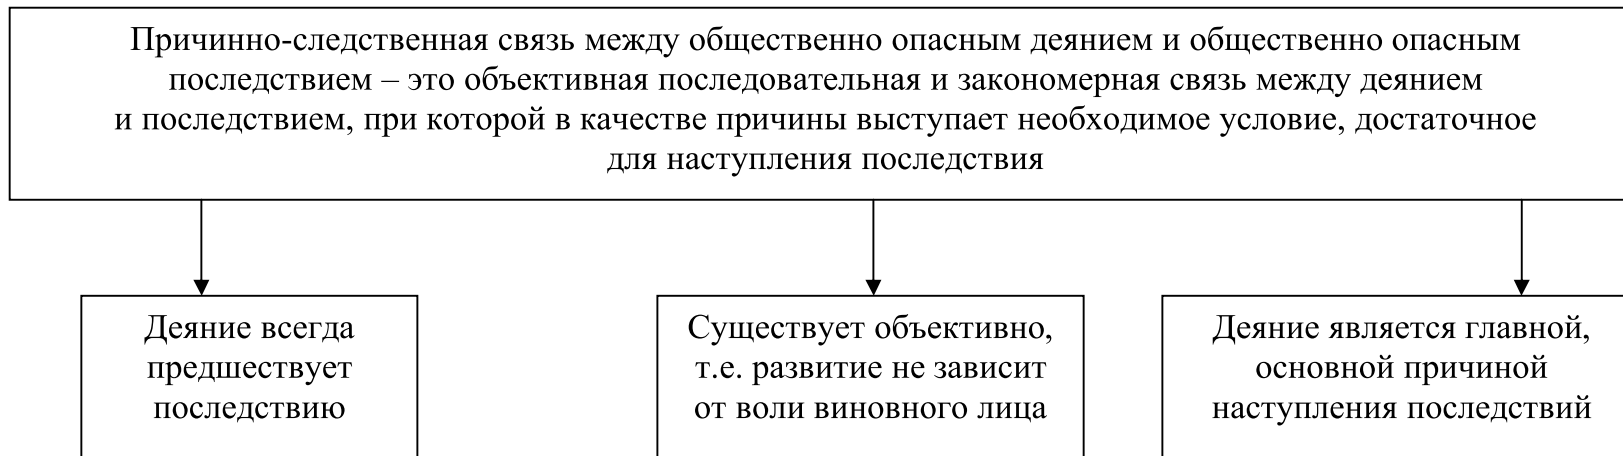 Причинно-следственная связь между общественно опасным деянием и общественно опасным
последствием – это объективная последовательная и закономерная связь между деянием
и последствием, при которой в качестве причины выступает необходимое условие, достаточное
для наступления последствия
Деяние всегда
предшествует
последствию
Существует объективно,
т.е. развитие не зависит
от воли виновного лица
Деяние является главной,
основной причиной
наступления последствий